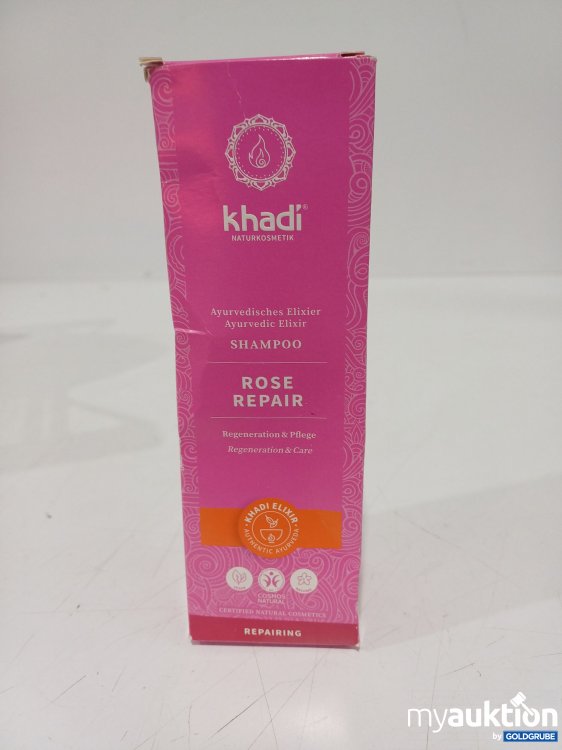 khadi®
NATURKOSMETIK
Ayurvedisches Elixier
Ayurvedic Elixir
SHAMPOO
ROSE
REPAIR
Regeneration & Pflege
Regeneration & Care
KHADI ELIXIR
AUTHENTIC AYURVEDA
COSMOS
NATURAL
CERTIFIED NATURAL COSMETICS
REPAIRING
myauktion
by GOLDGRUBE